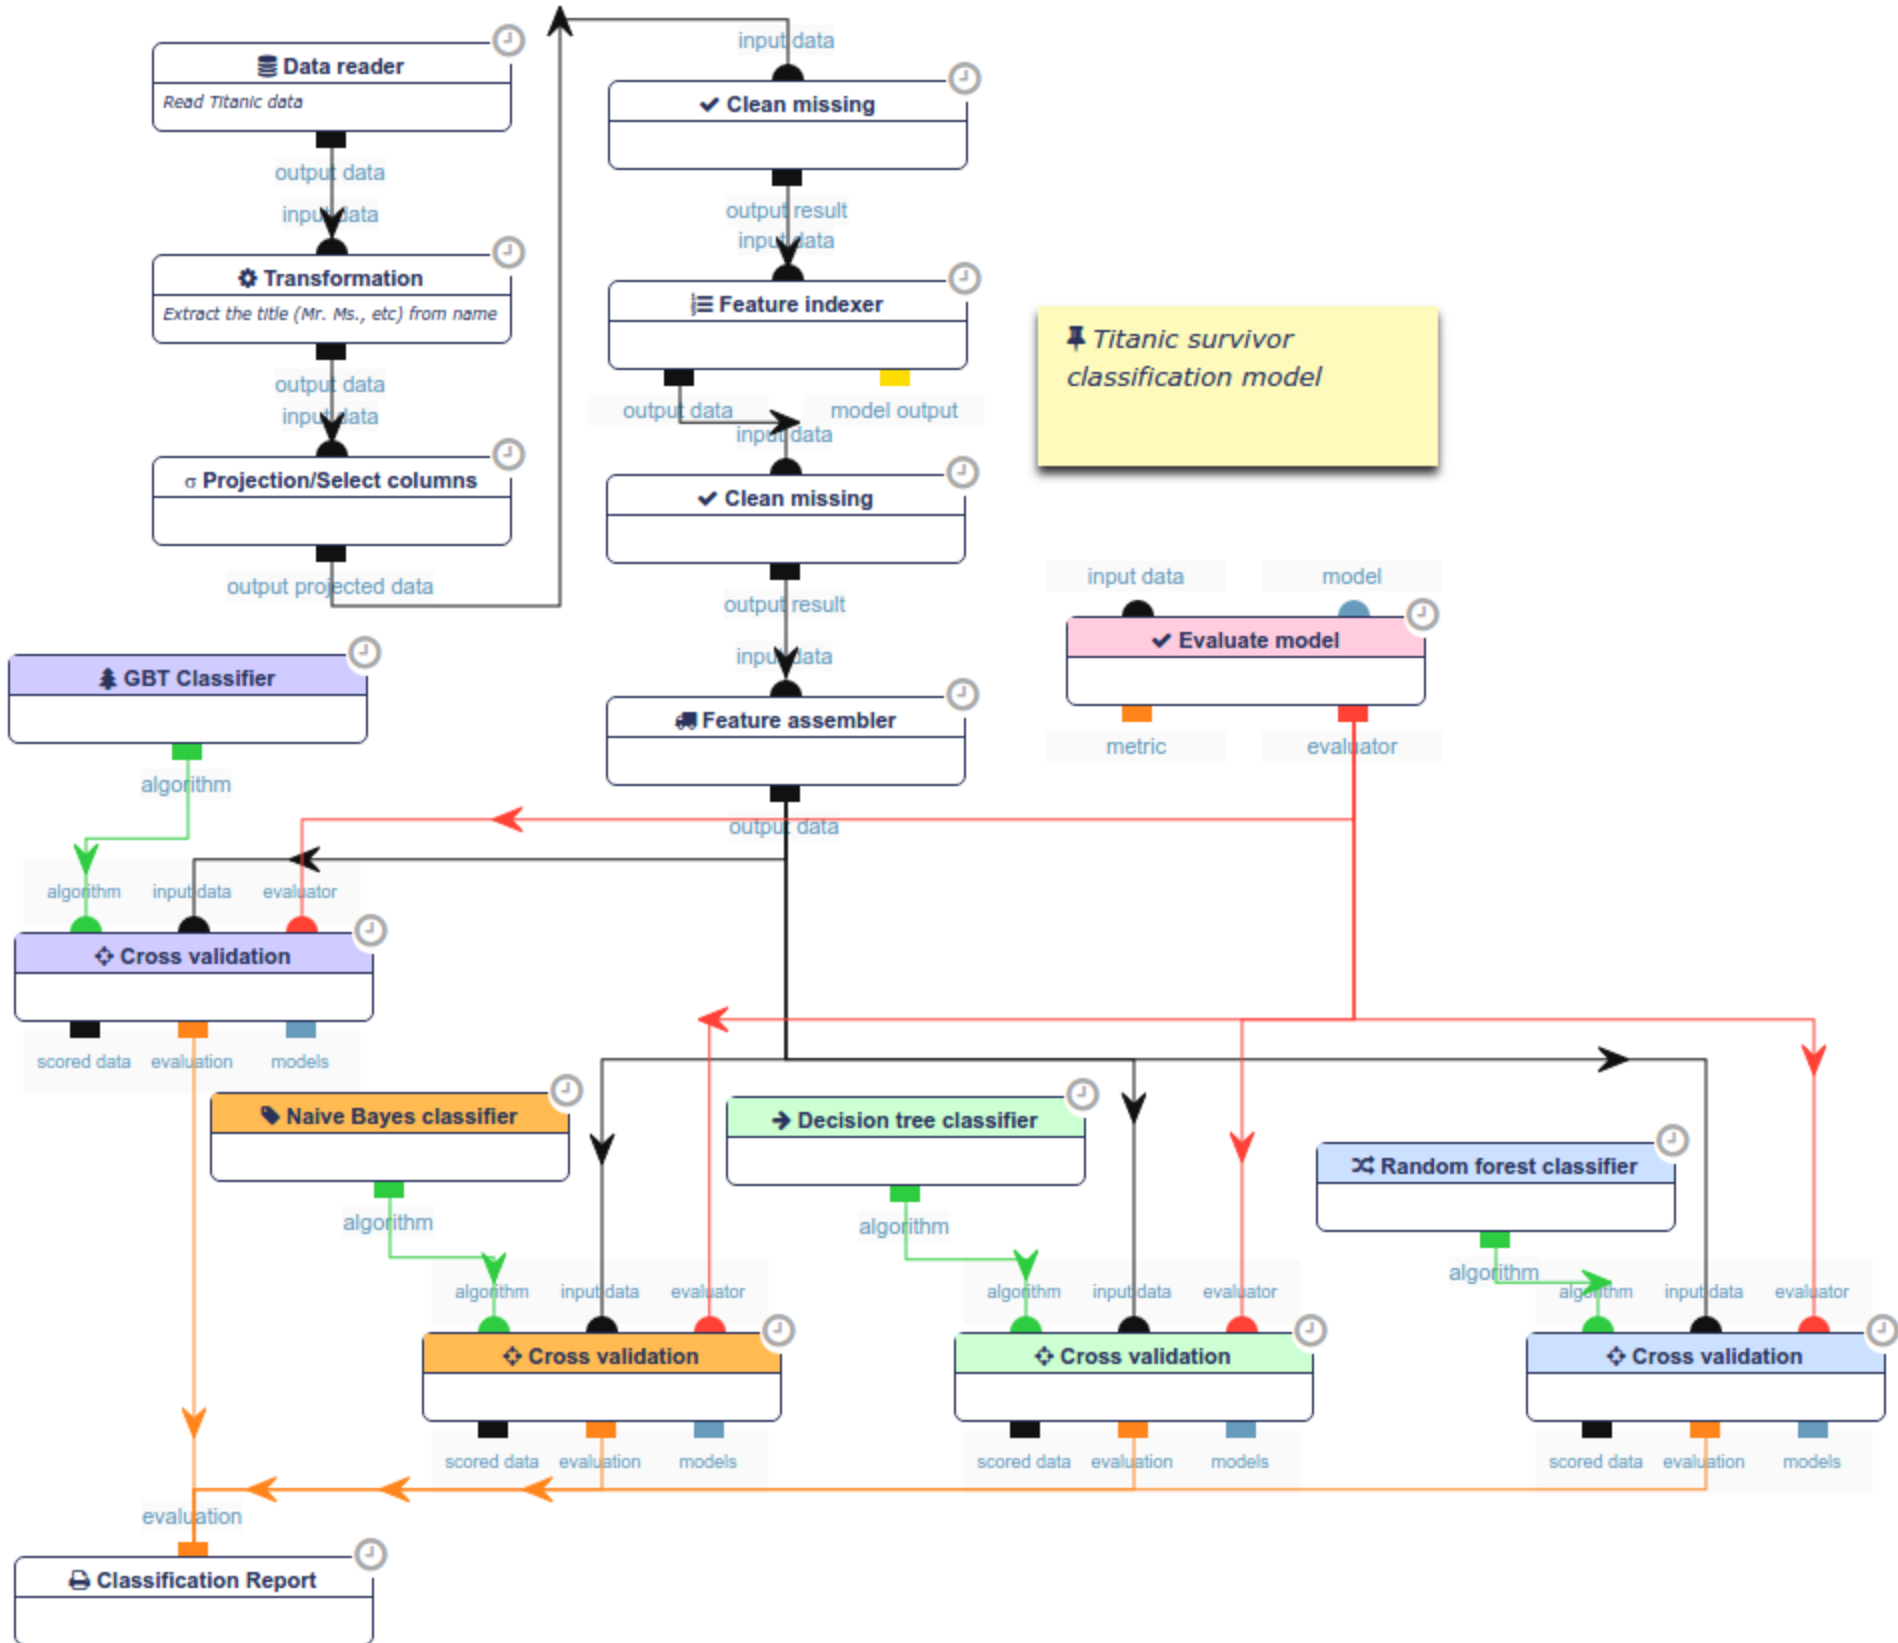 Data reader
Read Titanic data
output data
input data
Transformation
Extract the title (Mr. Ms., etc) from name
output data
input data
σ Projection/Select columns
output projected data
input data
Clean missing
output result
input data
Feature indexer
output data
model output
input data
Clean missing
output result
input data
Feature assembler
output data
Titanic survivor
classification model
input data
model
Evaluate model
metric
evaluator
GBT Classifier
algorithm
algorithm
input data
evaluator
Cross validation
scored data
evaluation
models
Naive Bayes classifier
algorithm
algorithm
input data
evaluator
Cross validation
scored data
evaluation
models
Decision tree classifier
algorithm
algorithm
input data
evaluator
Cross validation
scored data
evaluation
models
Random forest classifier
algorithm
algorithm
input data
evaluator
Cross validation
scored data
evaluation
models
evaluation
Classification Report